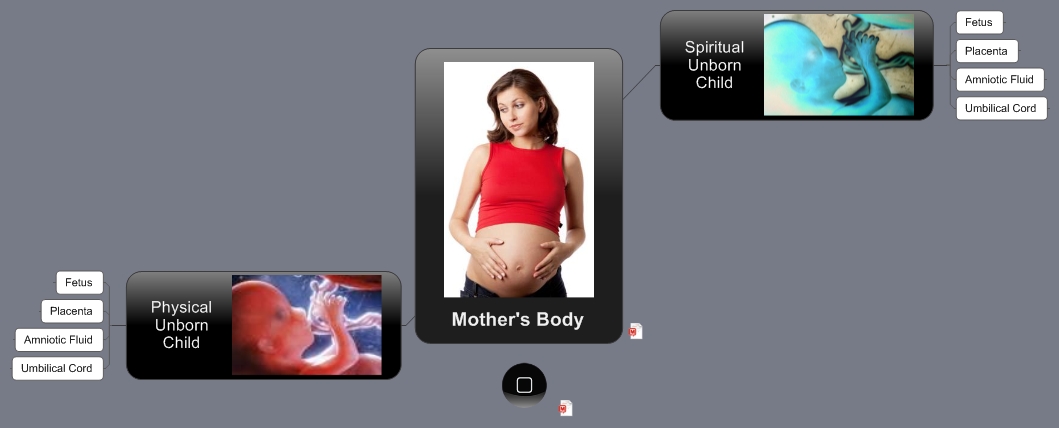 Spiritual
Unborn
Child
Fetus
Placenta
Amniotic Fluid
Umbilical Cord
Mother's Body
Physical
Unborn
Child
Fetus
Placenta
Amniotic Fluid
Umbilical Cord
M
M